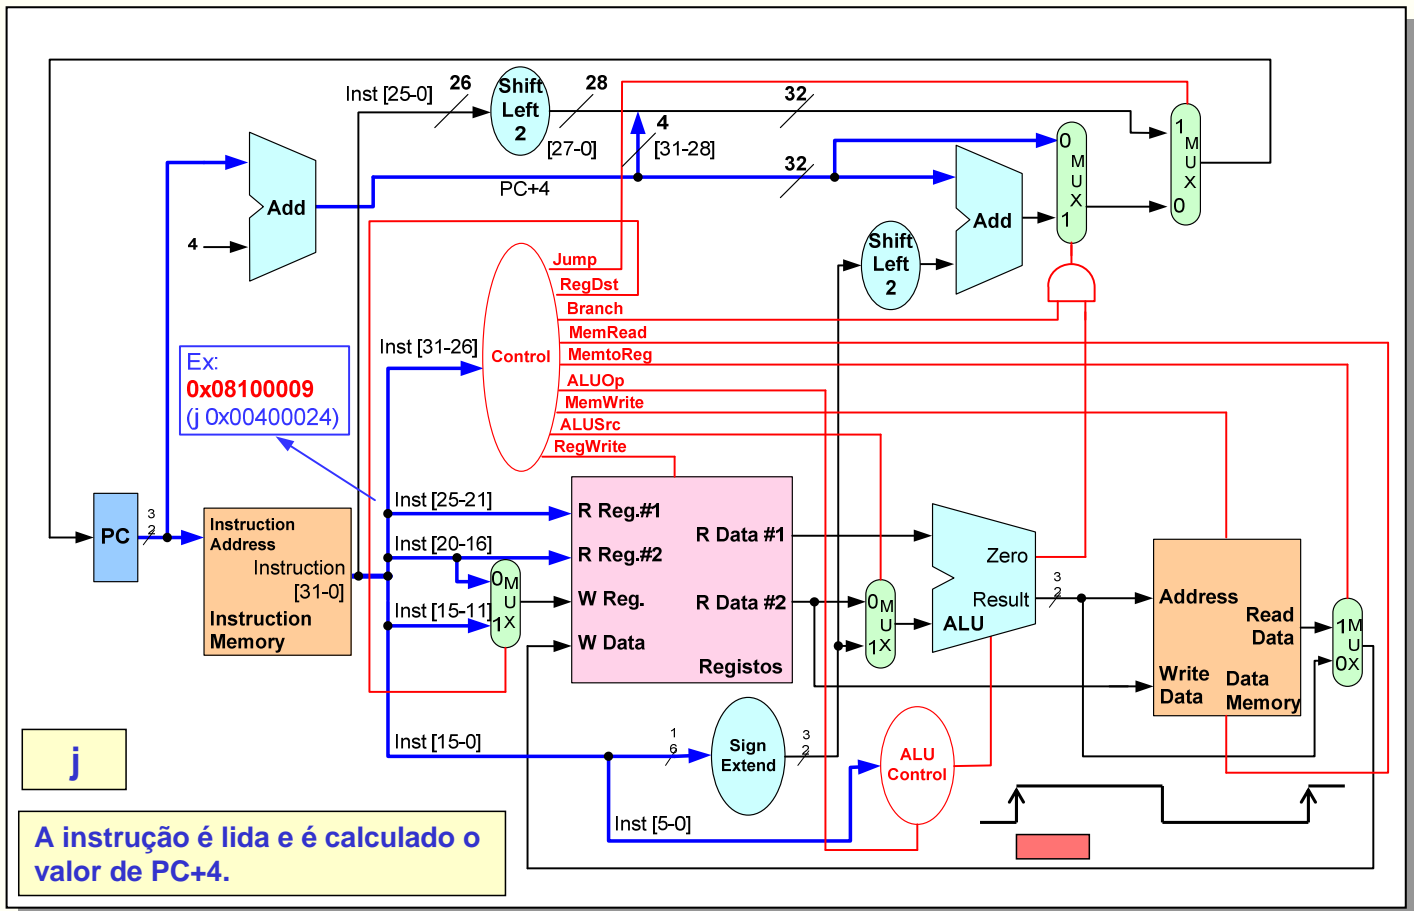 Inst [25-0]
26
Shift
Left
2
28
[27-0]
4
[31-28]
32
32
PC+4
Add
4
1
M
U
X
0
0
M
U
X
1
Add
Shift
Left
2
Jump
RegDst
Branch
MemRead
MemtoReg
ALUOp
MemWrite
ALUSrc
RegWrite
Control
Inst [31-26]
Ex:
0x08100009
(j 0x00400024)
PC
32
Instruction
Address
Instruction
[31-0]
Instruction
Memory
Inst [25-21]
Inst [20-16]
Inst [15-11]
0
M
U
X
1
R Reg.#1
R Reg.#2
W Reg.
W Data
R Data #1
R Data #2
Registos
0
M
U
X
1
Zero
Result
ALU
32
Address
Read
Data
Write
Data
Data
Memory
1
M
U
X
0
Inst [15-0]
16
Sign
Extend
32
ALU
Control
Inst [5-0]
j
A instrução é lida e é calculado o
valor de PC+4.